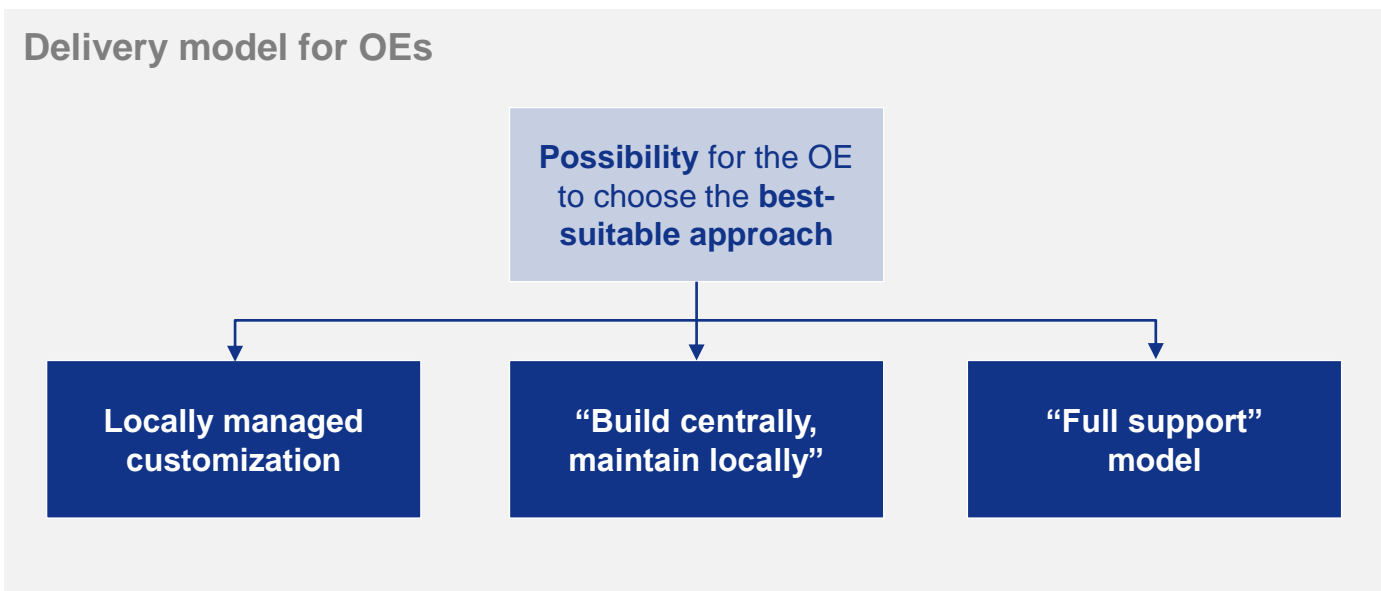 Delivery model for OEs
Possibility for the OE
to choose the best-
suitable approach
Locally managed
customization
“Build centrally,
maintain locally”
“Full support”
model